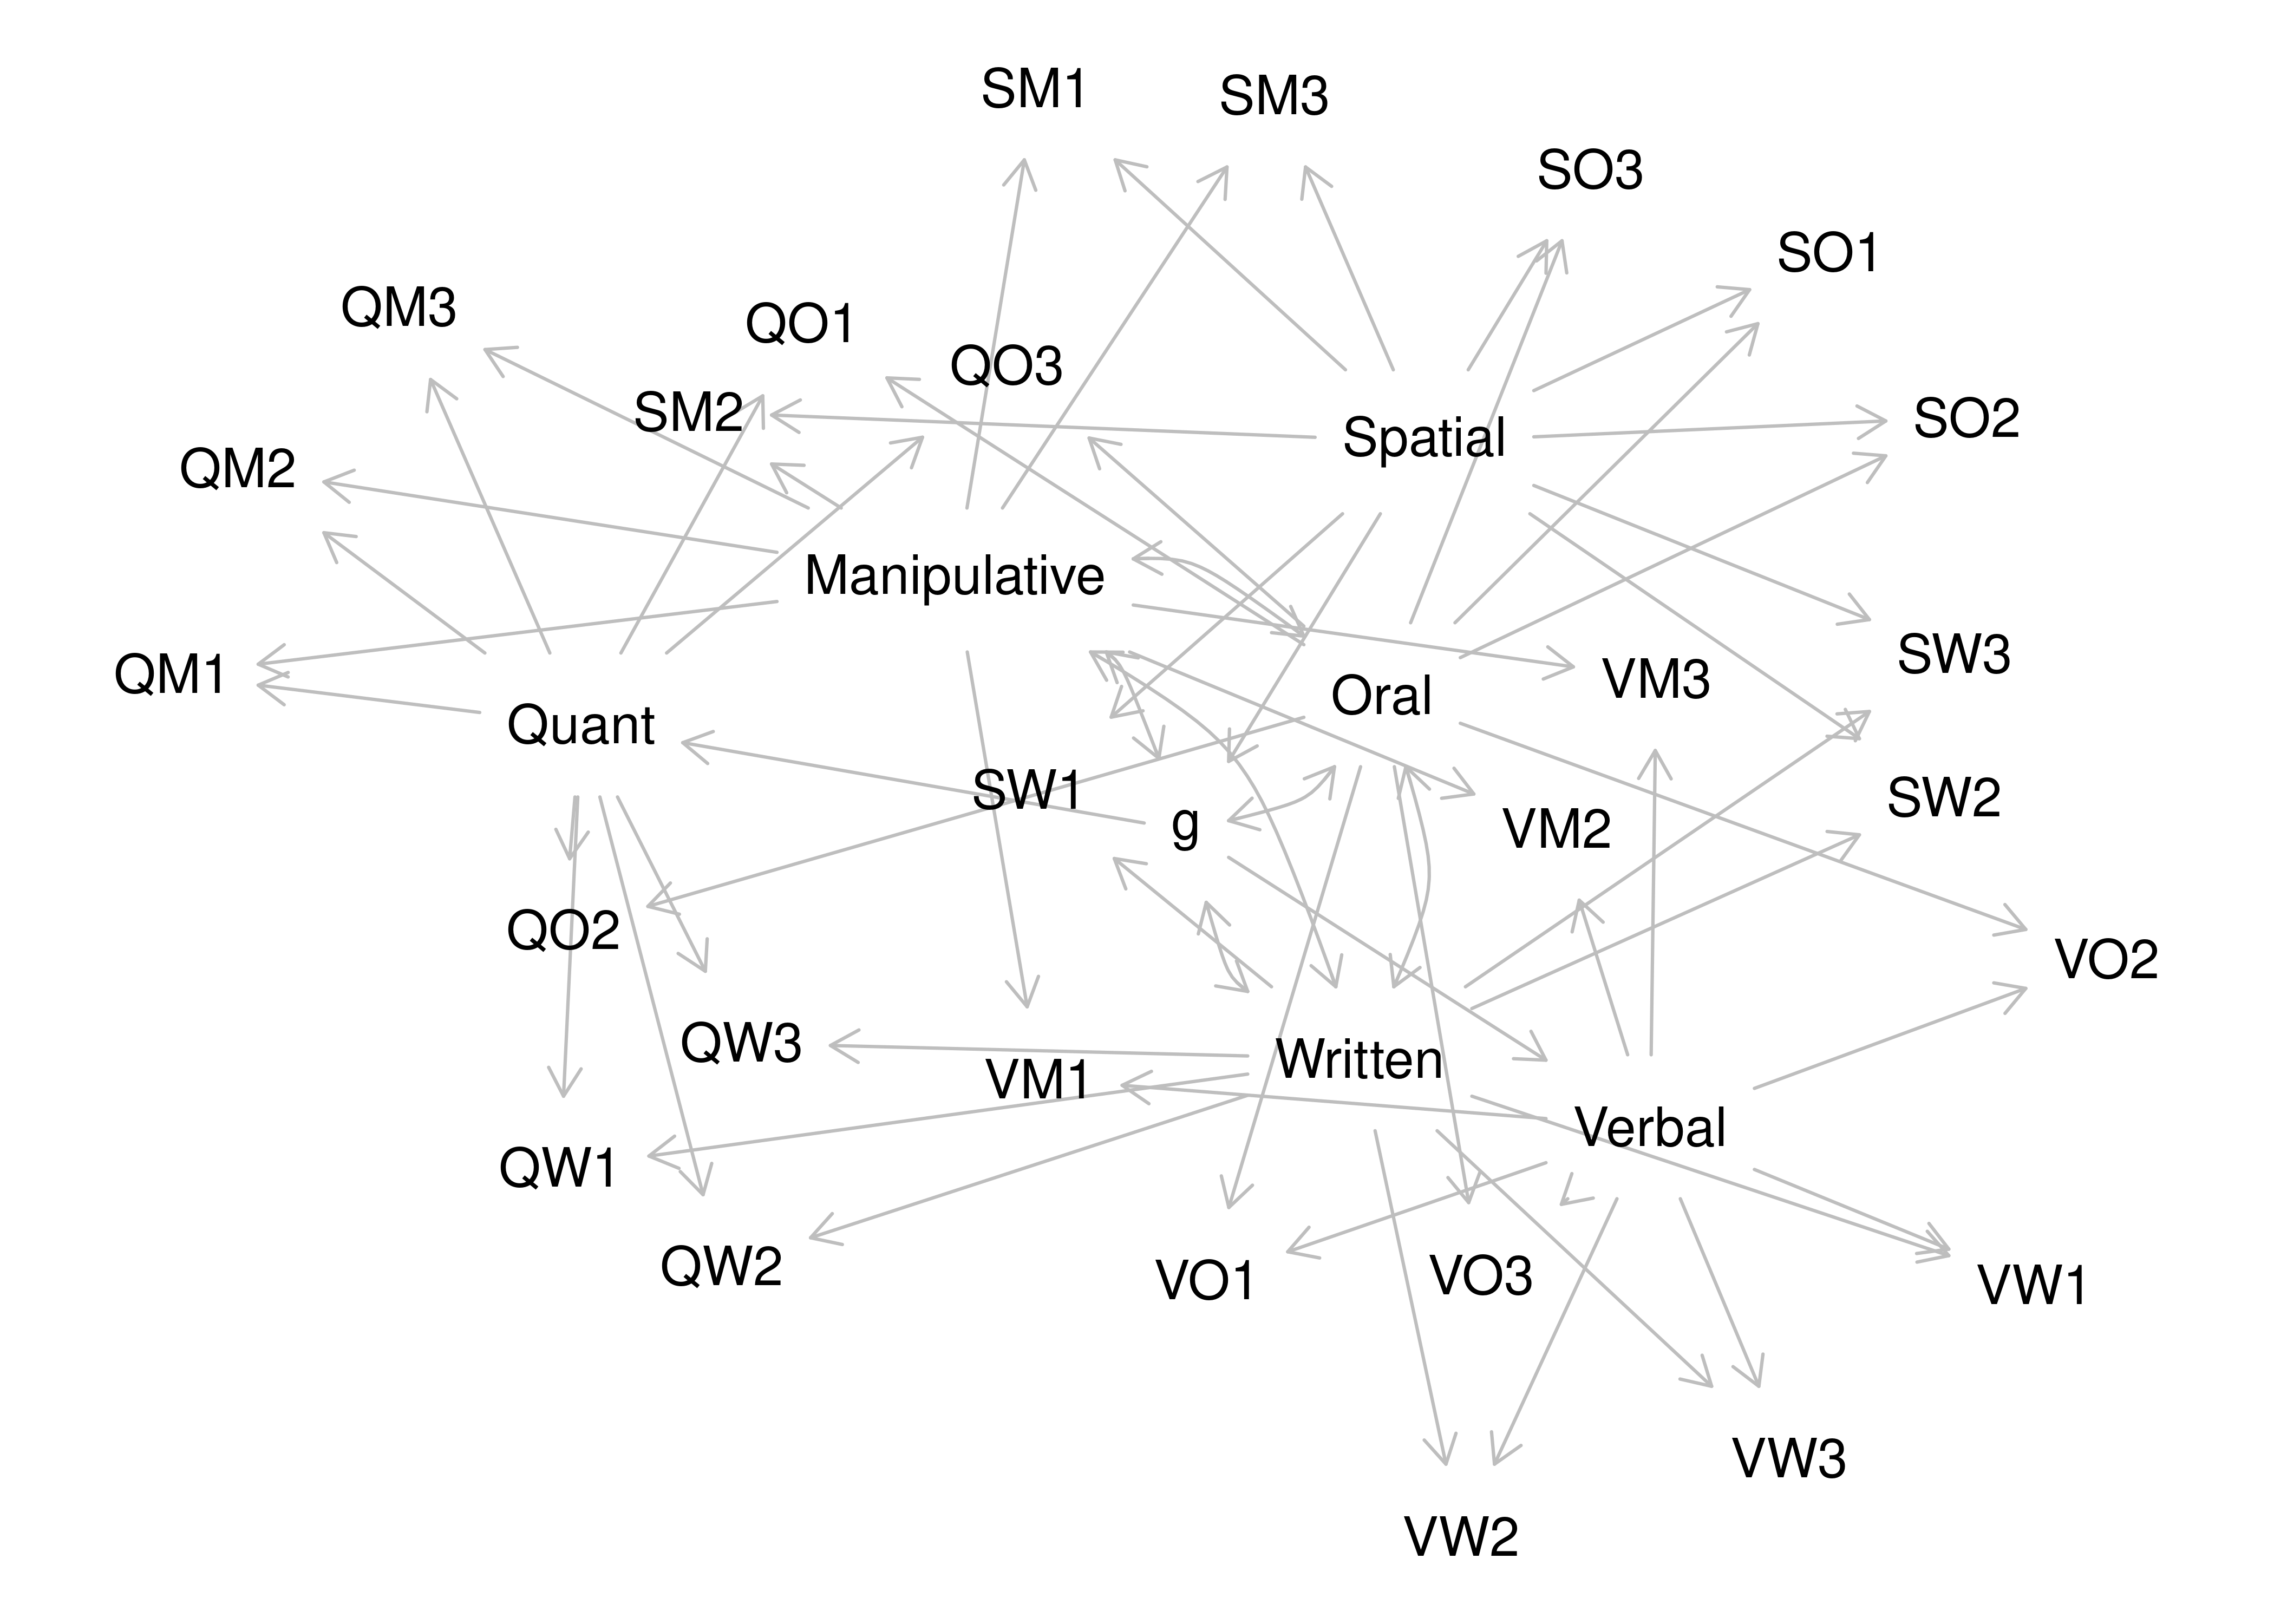 SM1
SM3
SO3
SO1
QM3
QO1
QO3
SM2
SO2
Spatial
QM2
Manipulative
SW3
QM1
VM3
Oral
Quant
SW1
SW2
g
VM2
QO2
VO2
QW3
Written
VM1
Verbal
QW1
QW2
VO1
VO3
VW1
VW3
VW2